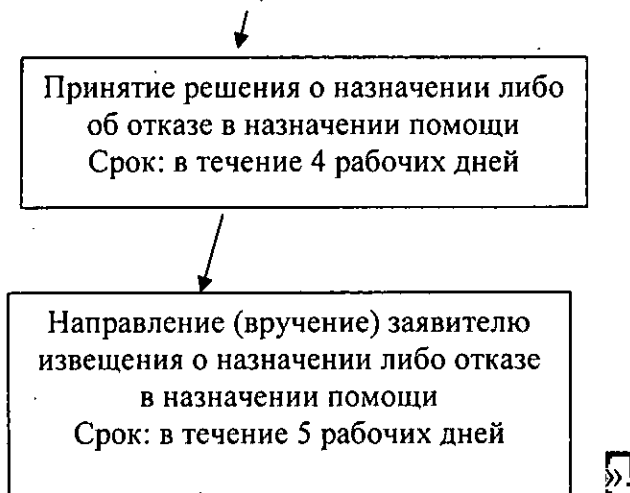 Принятие решения о назначении либо
об отказе в назначении помощи
Срок: в течение 4 рабочих дней
Направление (вручение) заявителю
извещения о назначении либо отказе
в назначении помощи
Срок: в течение 5 рабочих дней
».